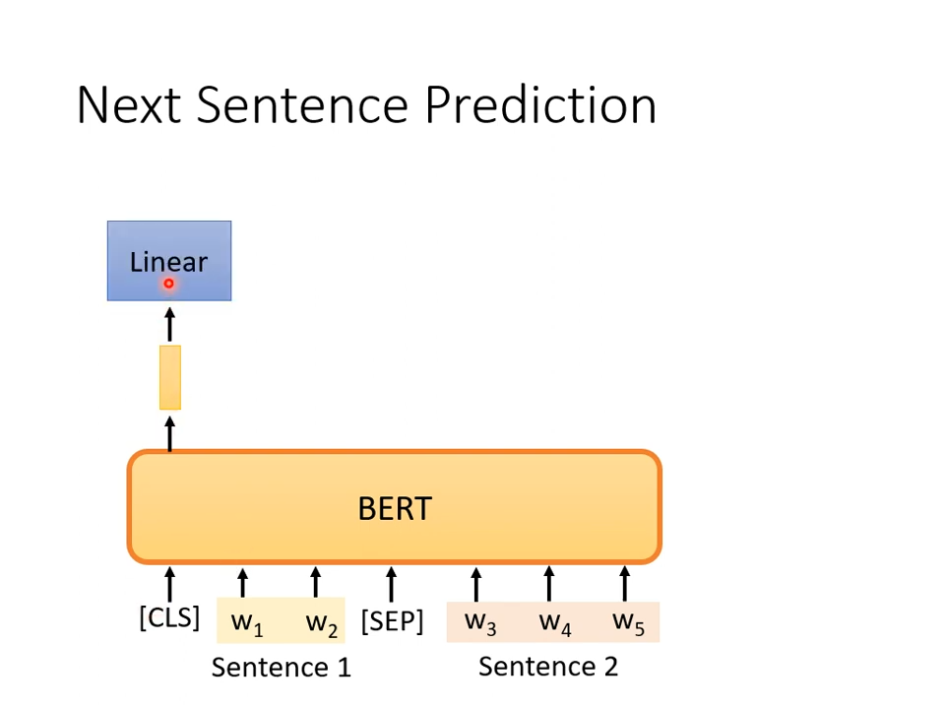 Next Sentence Prediction
Linear
BERT
[CLS] w1 w2 [SEP] w3 w4 w5
Sentence 1 Sentence 2